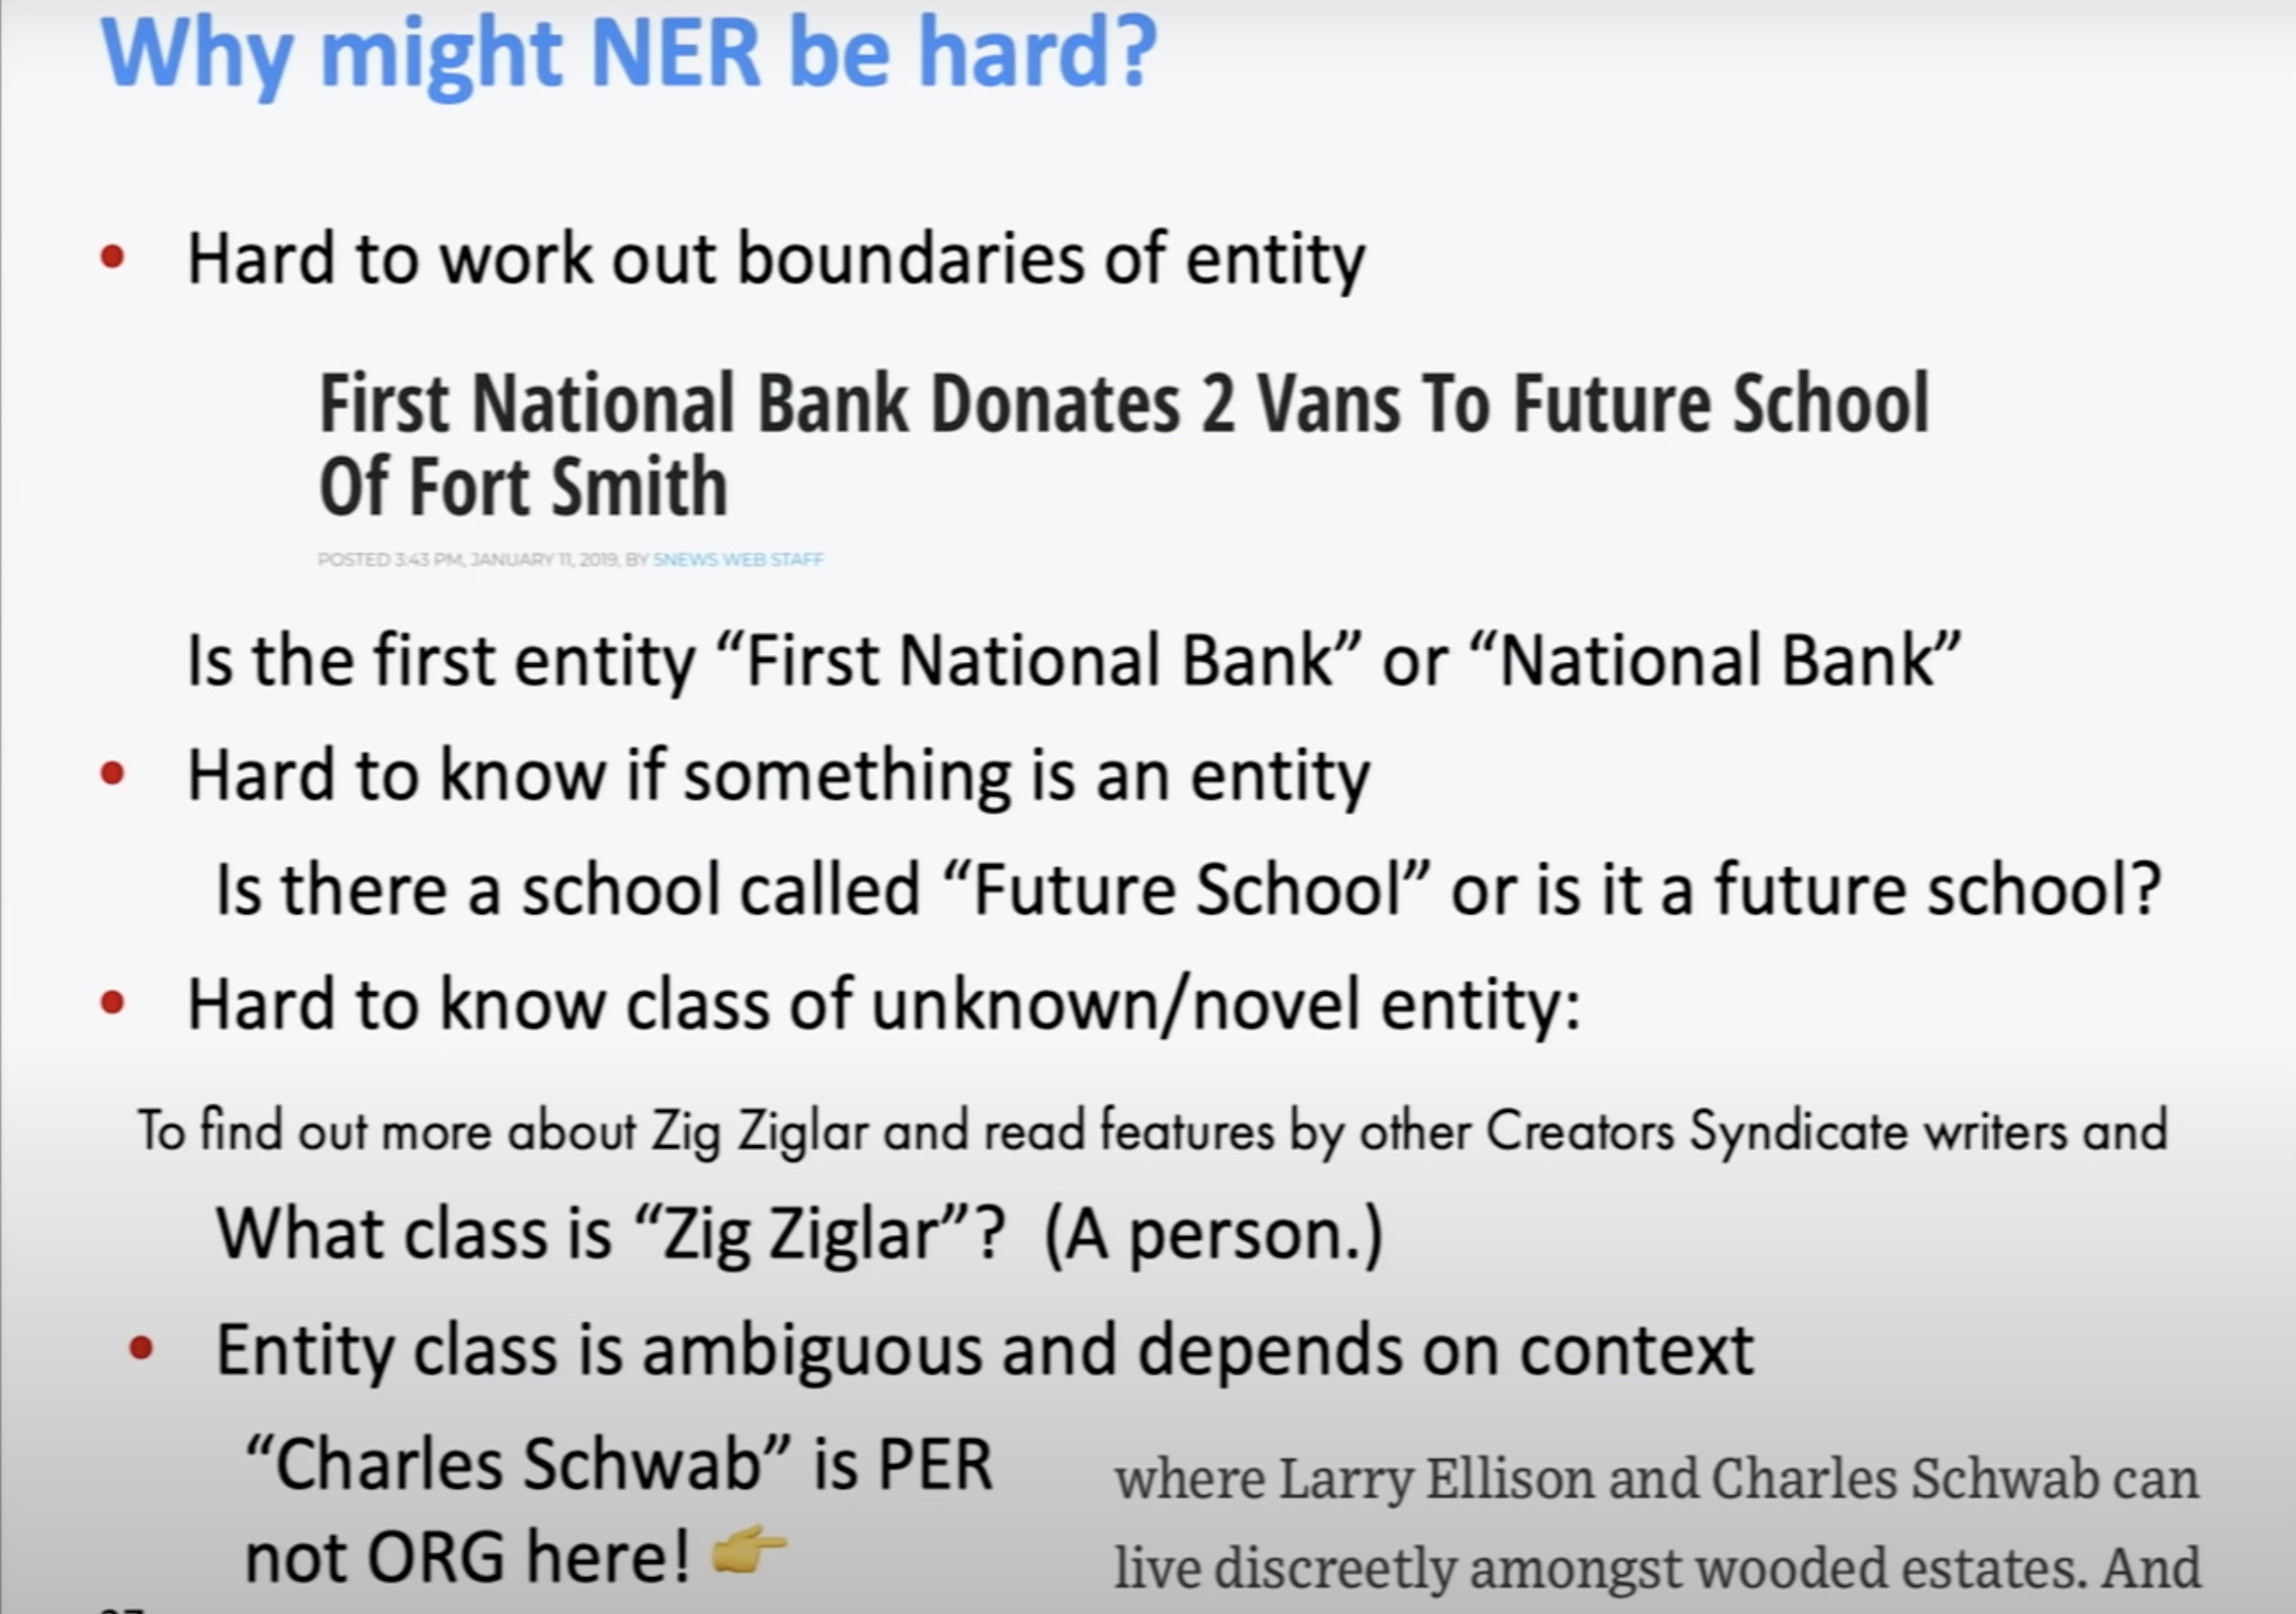 Why might NER be hard?
• Hard to work out boundaries of entity
First National Bank Donates 2 Vans To Future School
Of Fort Smith
POSTED 3:43 PM, JANUARY 11, 2019, BY 5NEWS WEB STAFF
Is the first entity “First National Bank” or “National Bank”
• Hard to know if something is an entity
Is there a school called “Future School” or is it a future school?
• Hard to know class of unknown/novel entity:
To find out more about Zig Ziglar and read features by other Creators Syndicate writers and
What class is “Zig Ziglar”? (A person.)
• Entity class is ambiguous and depends on context
“Charles Schwab” is PER
not ORG here! 👉
where Larry Ellison and Charles Schwab can
live discreetly amongst wooded estates. And